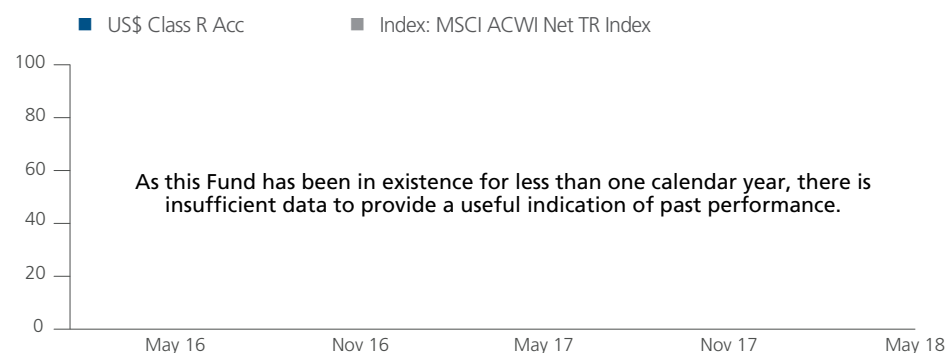 US$ Class R Acc Index: MSCI ACWI Net TR Index
100
80
60
As this Fund has been in existence for less than one calendar year, there is
insufficient data to provide a useful indication of past performance.
40
20
0
May 16 Nov 16 May 17 Nov 17 May 18